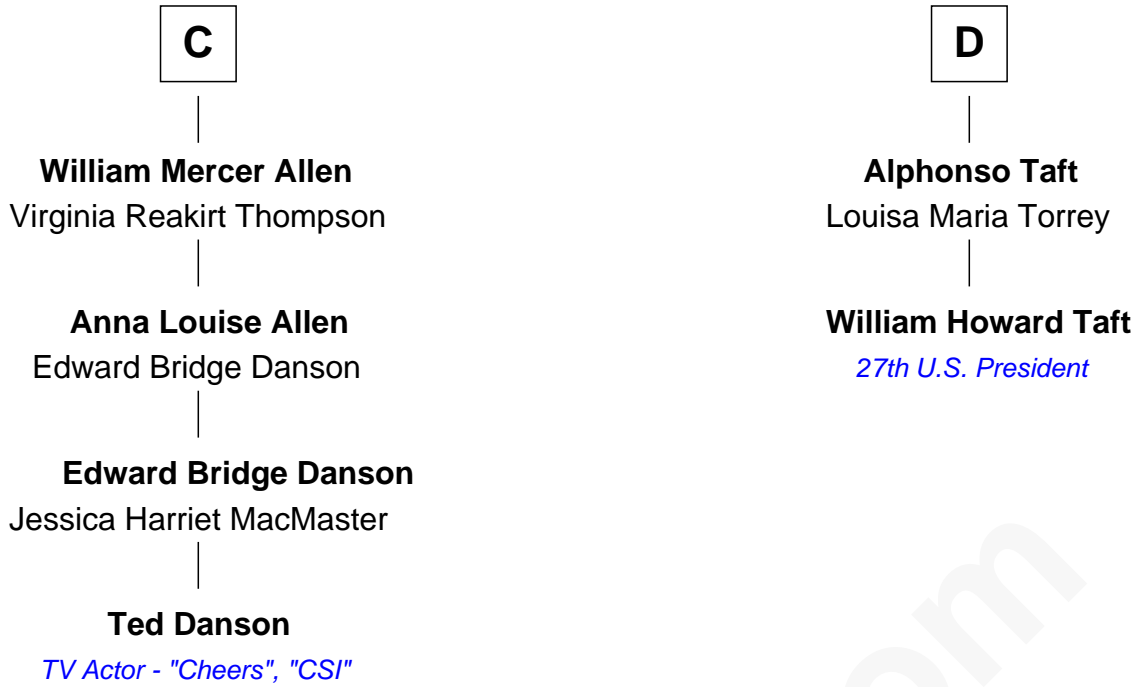 C
William Mercer Allen
Virginia Reakirt Thompson
Anna Louise Allen
Edward Bridge Danson
Edward Bridge Danson
Jessica Harriet MacMaster
Ted Danson
TV Actor - "Cheers", "CSI"
D
Alphonso Taft
Louisa Maria Torrey
William Howard Taft
27th U.S. President
om